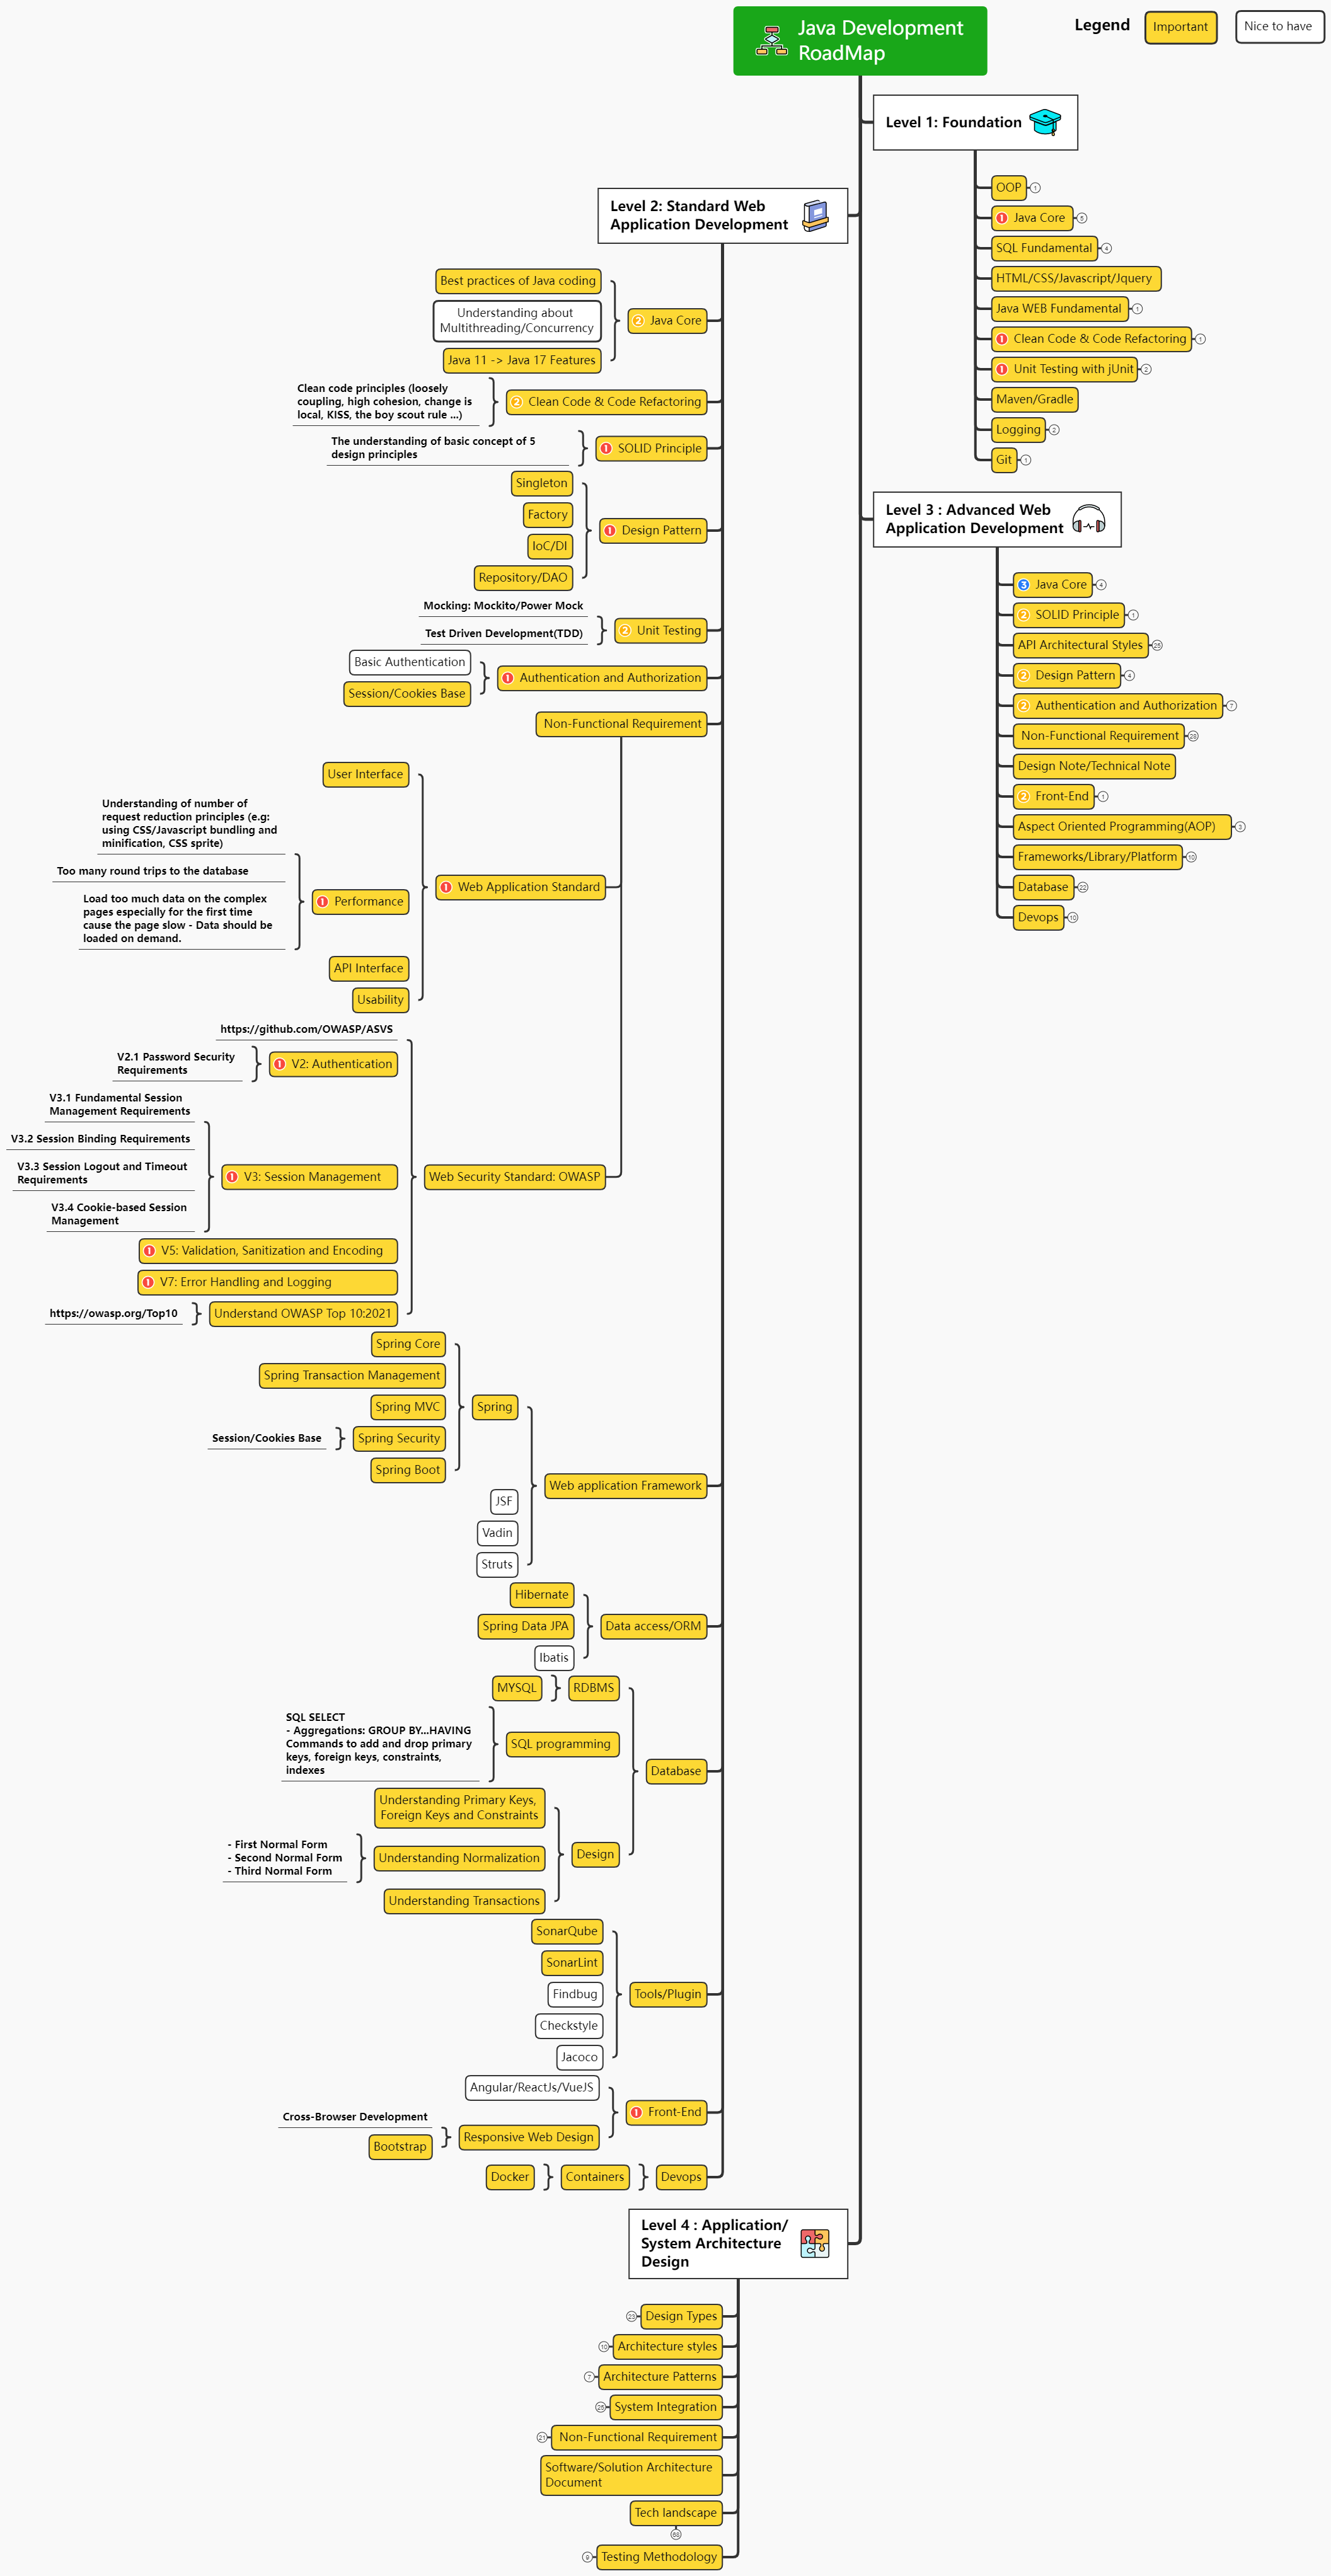 Java Development
RoadMap
Legend
Important
Nice to have
Level 1: Foundation
OOP
1
1
Java Core
5
SQL Fundamental
4
HTML/CSS/Javascript/Jquery
Java WEB Fundamental
1
1
Clean Code & Code Refactoring
1
1
Unit Testing with jUnit
2
Maven/Gradle
Logging
2
Git
1
Level 2: Standard Web
Application Development
2
Java Core
Best practices of Java coding
Understanding about
Multithreading/Concurrency
Java 11 -> Java 17 Features
2
Clean Code & Code Refactoring
Clean code principles (loosely
coupling, high cohesion, change is
local, KISS, the boy scout rule ...)
1
SOLID Principle
The understanding of basic concept of 5
design principles
1
Design Pattern
Singleton
Factory
IoC/DI
Repository/DAO
2
Unit Testing
Mocking: Mockito/Power Mock
Test Driven Development(TDD)
1
Authentication and Authorization
Basic Authentication
Session/Cookies Base
Non-Functional Requirement
1
Web Application Standard
User Interface
1
Performance
Understanding of number of
request reduction principles (e.g:
using CSS/Javascript bundling and
minification, CSS sprite)
Too many round trips to the database
Load too much data on the complex
pages especially for the first time
cause the page slow - Data should be
loaded on demand.
API Interface
Usability
Web Security Standard: OWASP
https://github.com/OWASP/ASVS
1
V2: Authentication
V2.1 Password Security
Requirements
1
V3: Session Management
V3.1 Fundamental Session
Management Requirements
V3.2 Session Binding Requirements
V3.3 Session Logout and Timeout
Requirements
V3.4 Cookie-based Session
Management
1
V5: Validation, Sanitization and Encoding
1
V7: Error Handling and Logging
Understand OWASP Top 10:2021
https://owasp.org/Top10
Web application Framework
Spring
Spring Core
Spring Transaction Management
Spring MVC
Spring Security
Session/Cookies Base
Spring Boot
JSF
Vadin
Struts
Data access/ORM
Hibernate
Spring Data JPA
Ibatis
Database
RDBMS
MYSQL
SQL programming
SQL SELECT
- Aggregations: GROUP BY...HAVING
Commands to add and drop primary
keys, foreign keys, constraints,
indexes
Design
Understanding Primary Keys,
Foreign Keys and Constraints
Understanding Normalization
- First Normal Form
- Second Normal Form
- Third Normal Form
Understanding Transactions
Tools/Plugin
SonarQube
SonarLint
Findbug
Checkstyle
Jacoco
1
Front-End
Angular/ReactJs/VueJS
Responsive Web Design
Cross-Browser Development
Bootstrap
Devops
Containers
Docker
Level 3 : Advanced Web
Application Development
3
Java Core
4
2
SOLID Principle
1
API Architectural Styles
25
2
Design Pattern
4
2
Authentication and Authorization
7
Non-Functional Requirement
28
Design Note/Technical Note
2
Front-End
1
Aspect Oriented Programming(AOP)
3
Frameworks/Library/Platform
10
Database
22
Devops
10
Level 4 : Application/
System Architecture
Design
Design Types
23
Architecture styles
10
Architecture Patterns
7
System Integration
25
Non-Functional Requirement
21
Software/Solution Architecture
Document
Tech landscape
68
Testing Methodology
9